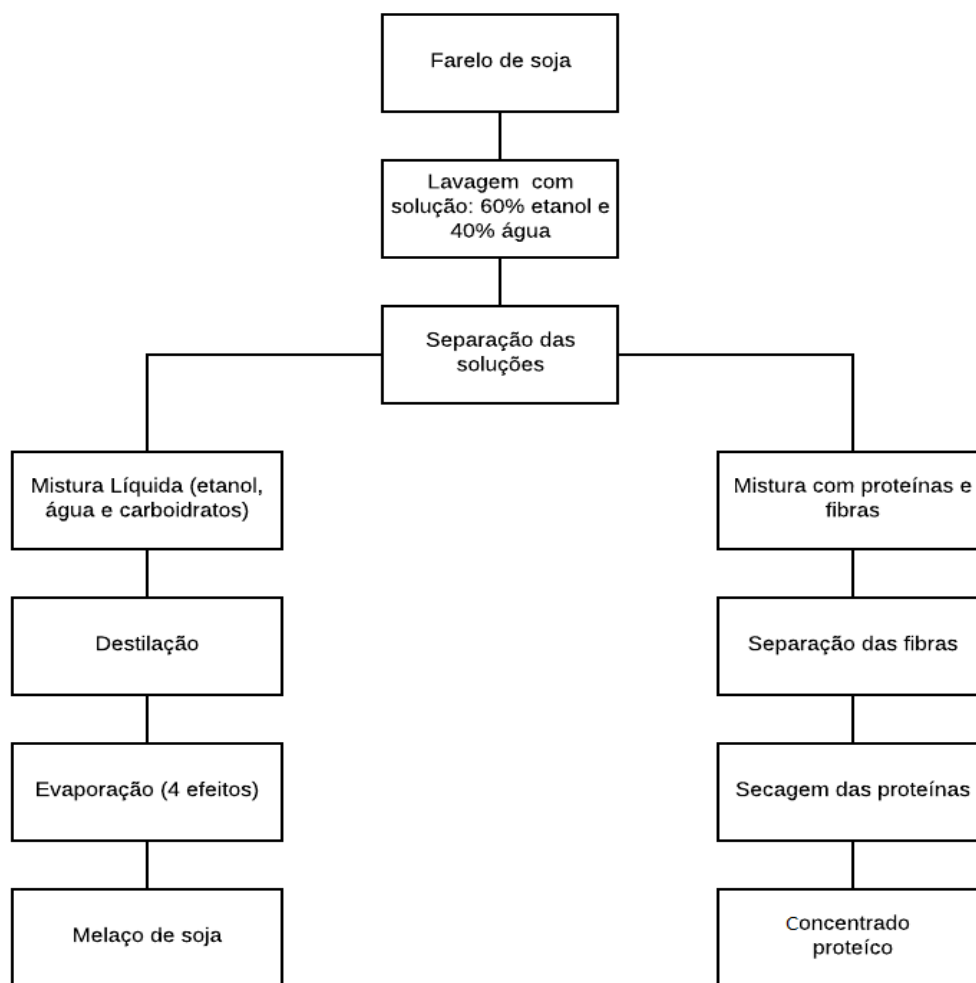 Farelo de soja
Lavagem com
solução: 60% etanol e
40% água
Separação das
soluções
Mistura Líquida (etanol,
água e carboidratos)
Destilação
Evaporação (4 efeitos)
Melaço de soja
Mistura com proteínas e
fibras
Separação das fibras
Secagem das proteínas
Concentrado
proteíco